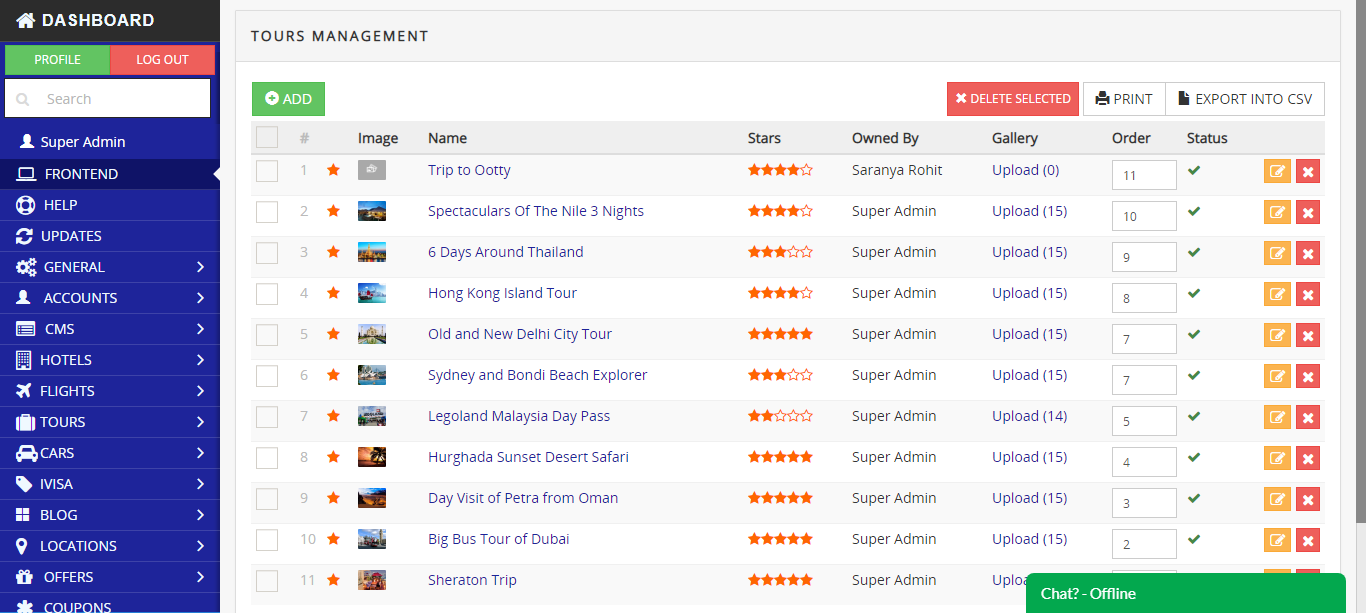 DASHBOARD
PROFILE LOG OUT
Search
Super Admin
FRONTEND
HELP
UPDATES
GENERAL
ACCOUNTS
CMS
HOTELS
FLIGHTS
TOURS
CARS
IVISA
BLOG
LOCATIONS
OFFERS
COUPONS
TOURS MANAGEMENT
ADD DELETE SELECTED PRINT EXPORT INTO CSV
# Image Name Stars Owned By Gallery Order Status
1 Trip to Ootty Saranya Rohit Upload (0) 11
2 Spectaculars Of The Nile 3 Nights Super Admin Upload (15) 10
3 6 Days Around Thailand Super Admin Upload (15) 9
4 Hong Kong Island Tour Super Admin Upload (15) 8
5 Old and New Delhi City Tour Super Admin Upload (15) 7
6 Sydney and Bondi Beach Explorer Super Admin Upload (15) 7
7 Legoland Malaysia Day Pass Super Admin Upload (14) 5
8 Hurghada Sunset Desert Safari Super Admin Upload (15) 4
9 Day Visit of Petra from Oman Super Admin Upload (15) 3
10 Big Bus Tour of Dubai Super Admin Upload (15) 2
11 Sheraton Trip Super Admin
Chat? - Offline